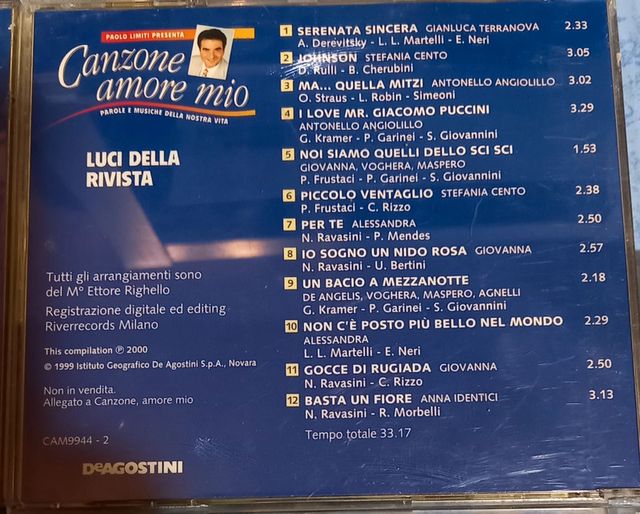 PAOLO LIMITI PRESENTA
Canzone
amore mio
PAROLE E MUSICHE DELLA NOSTRA VITA
LUCI DELLA
RIVISTA
Tutti gli arrangiamenti sono
del Mº Ettore Righello
Registrazione digitale ed editing
Riverrecords Milano
This compilation ℗ 2000
© 1999 Istituto Geografico De Agostini S.p.A., Novara
Non in vendita.
Allegato a Canzone, amore mio
CAM9944 - 2
DeAGOSTINI
1 SERENATA SINCERA GIANLUCA TERRANOVA 2.33
A. Derevitsky - L. L. Martelli - E. Neri
2 JOHNSON STEFANIA CENTO 3.05
D. Rulli - B. Cherubini
3 MA... QUELLA MITZI ANTONELLO ANGIOLILLO 3.02
O. Straus - L. Robin - Simeoni
4 I LOVE MR. GIACOMO PUCCINI 3.29
ANTONELLO ANGIOLILLO
G. Kramer - P. Garinei - S. Giovannini
5 NOI SIAMO QUELLI DELLO SCI SCI 1.53
GIOVANNA, VOGHERA, MASPERO
P. Frustaci - P. Garinei - S. Giovannini
6 PICCOLO VENTAGLIO STEFANIA CENTO 2.38
P. Frustaci - C. Rizzo
7 PER TE ALESSANDRA 2.50
N. Ravasini - P. Mendes
8 IO SOGNO UN NIDO ROSA GIOVANNA 2.57
N. Ravasini - U. Bertini
9 UN BACIO A MEZZANOTTE 2.18
DE ANGELIS, VOGHERA, MASPERO, AGNELLI
G. Kramer - P. Garinei - S. Giovannini
10 NON C'È POSTO PIÙ BELLO NEL MONDO 2.29
ALESSANDRA
L. L. Martelli - E. Neri
11 GOCCE DI RUGIADA GIOVANNA 2.50
N. Ravasini - C. Rizzo
12 BASTA UN FIORE ANNA IDENTICI 3.13
N. Ravasini - R. Morbelli
Tempo totale 33.17